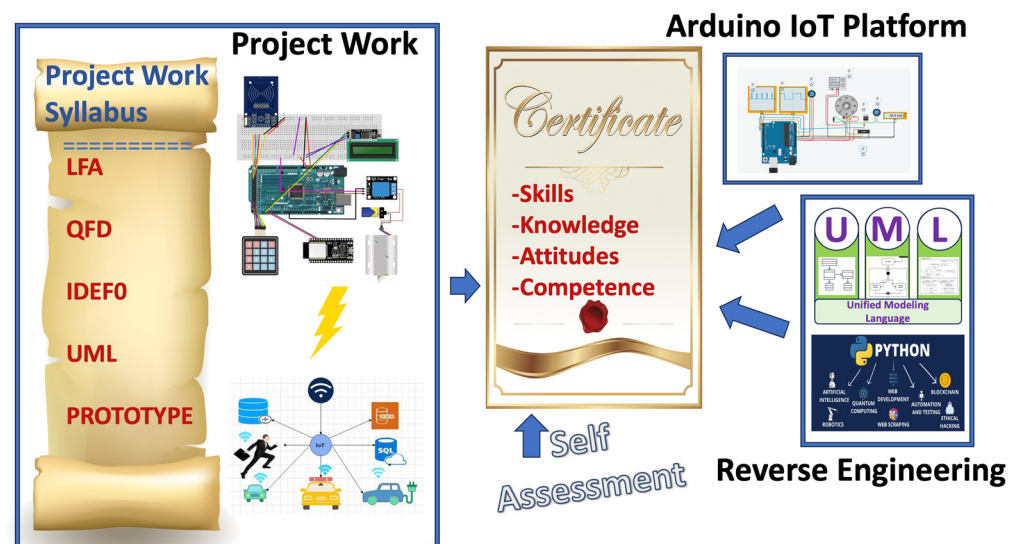 Project Work
Project Work
Syllabus
==========
LFA
QFD
IDEF0
UML
PROTOTYPE
IoT
SQL
Certificate
-Skills
-Knowledge
-Attitudes
-Competence
Self
Assessment
Arduino IoT Platform
U M L
Unified Modeling
Language
PYTHON
ARTIFICIAL
INTELLIGENCE
QUANTUM
COMPUTING
WEB
DEVELOPMENT
AUTOMATION
AND TESTING
BLOCKCHAIN
ROBOTICS
WEB SCRAPING
ETHICAL
HACKING
Reverse Engineering